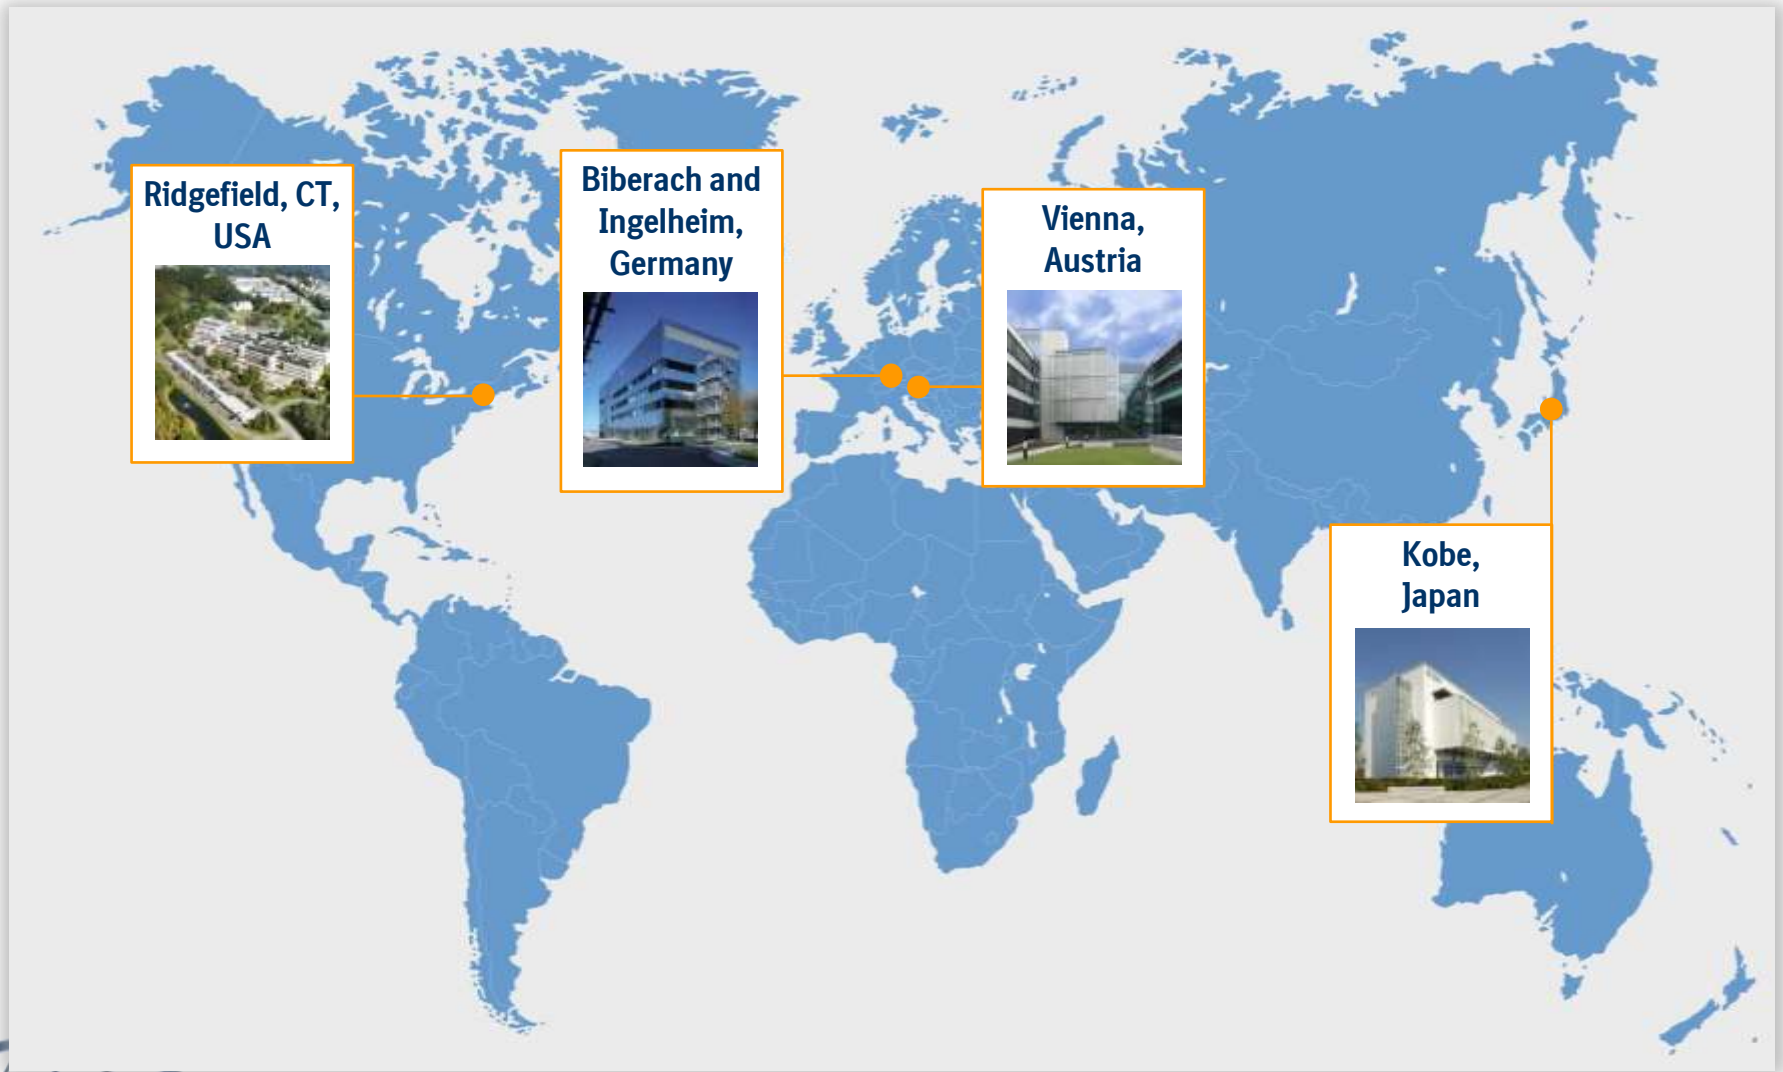 Ridgefield, CT,
USA
Biberach and
Ingelheim,
Germany
Vienna,
Austria
Kobe,
Japan